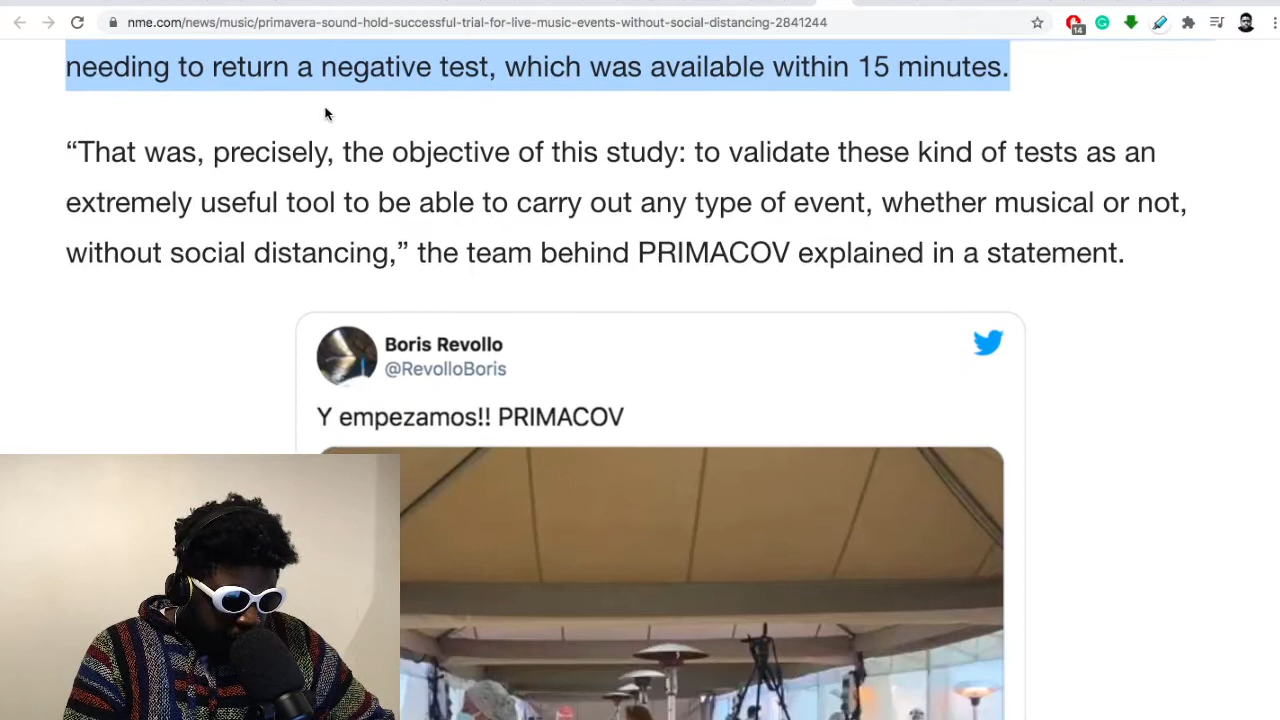 nme.com/news/music/primavera-sound-hold-successful-trial-for-live-music-events-without-social-distancing-2841244
14
needing to return a negative test, which was available within 15 minutes.
“That was, precisely, the objective of this study: to validate these kind of tests as an
extremely useful tool to be able to carry out any type of event, whether musical or not,
without social distancing,” the team behind PRIMACOV explained in a statement.
Boris Revollo
@RevolloBoris
Y empezamos!! PRIMACOV